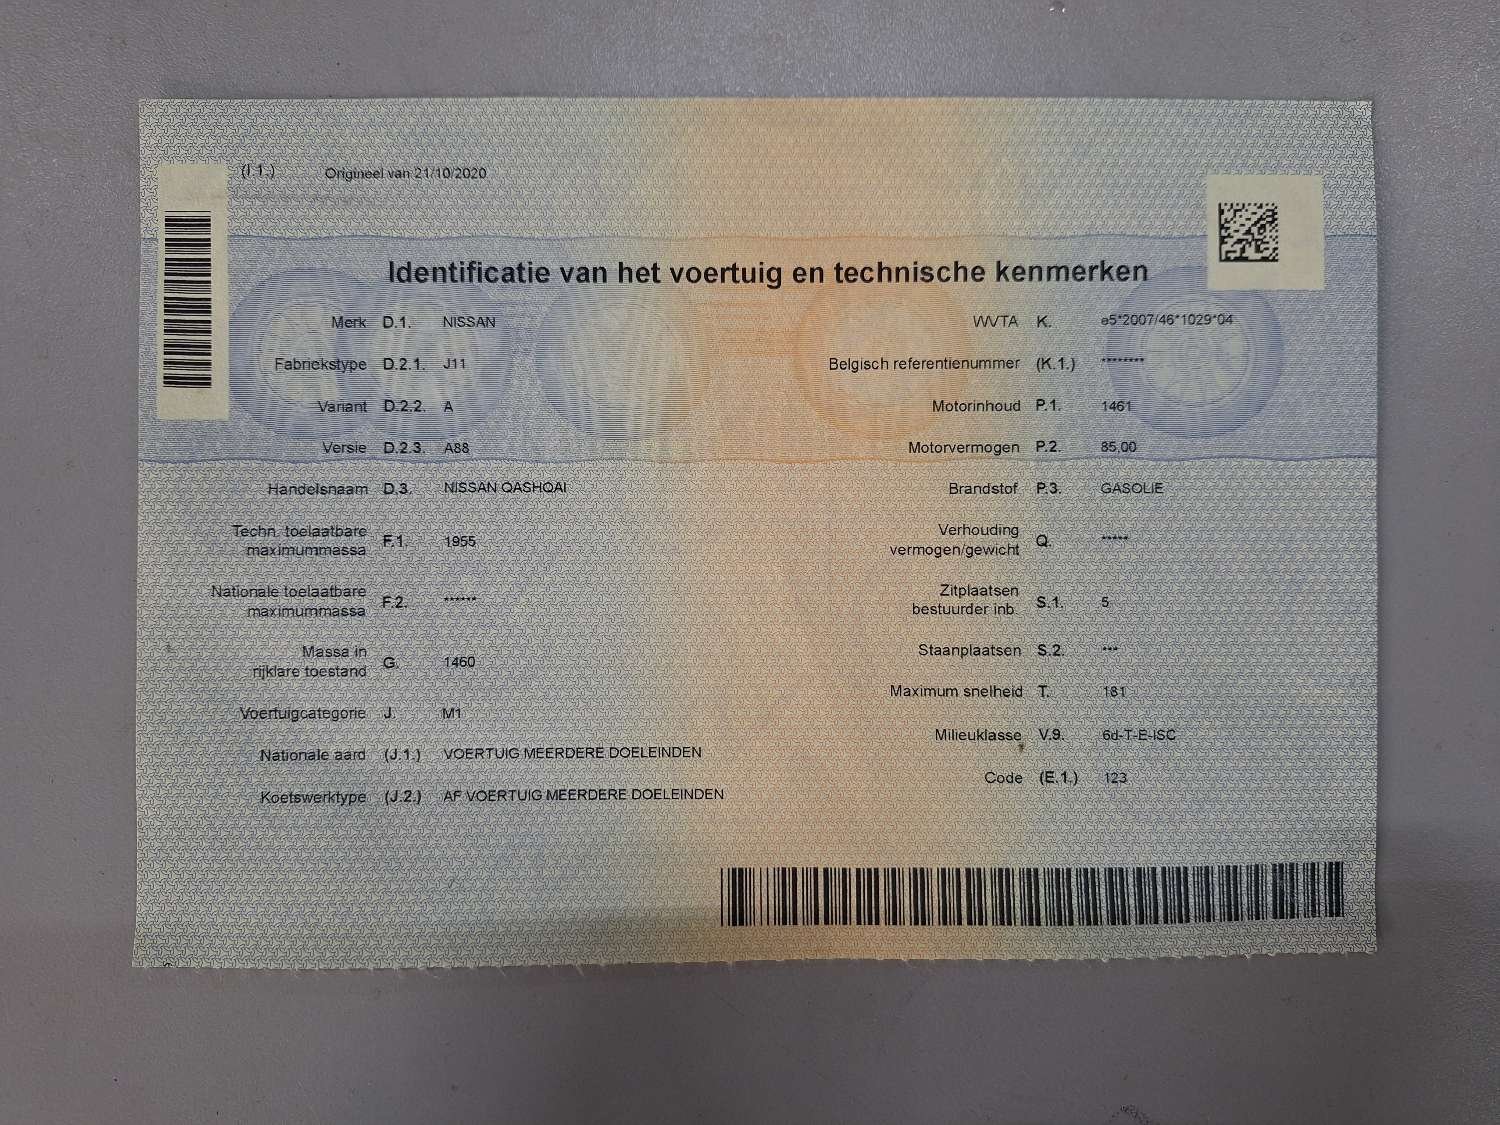 (I.1.) Origineel van 21/10/2020
Identificatie van het voertuig en technische kenmerken
Merk D.1. NISSAN
Fabriekstype D.2.1. J11
Variant D.2.2. A
Versie D.2.3. A88
Handelsnaam D.3. NISSAN QASHQAI
Techn. toelaatbare
maximummassa F.1. 1955
Nationale toelaatbare
maximummassa F.2. ******
Massa in
rijklare toestand G. 1460
Voertuigcategorie J. M1
Nationale aard (J.1.) VOERTUIG MEERDERE DOELEINDEN
Koetswerktype (J.2.) AF VOERTUIG MEERDERE DOELEINDEN
WVTA K. e5*2007/46*1029*04
Belgisch referentienummer (K.1.) ********
Motorinhoud P.1. 1461
Motorvermogen P.2. 85,00
Brandstof P.3. GASOLIE
Verhouding
vermogen/gewicht Q. *****
Zitplaatsen
bestuurder inb. S.1. 5
Staanplaatsen S.2. ***
Maximum snelheid T. 181
Milieuklasse V.9. 6d-T-E-ISC
Code (E.1.) 123